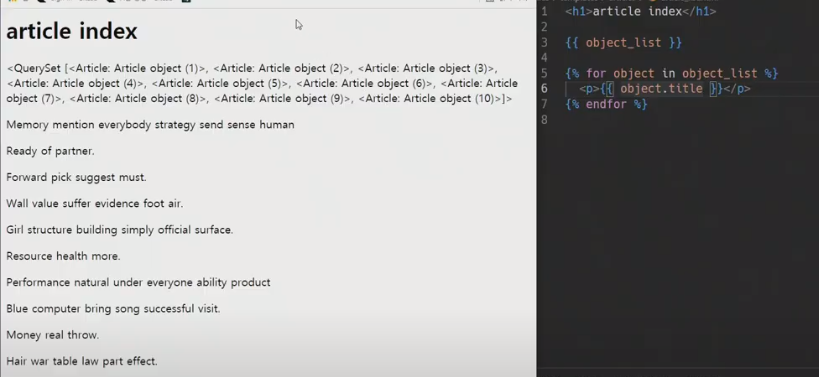 article index
<QuerySet [<Article: Article object (1)>, <Article: Article object (2)>, <Article: Article object (3)>,
<Article: Article object (4)>, <Article: Article object (5)>, <Article: Article object (6)>, <Article: Article
object (7)>, <Article: Article object (8)>, <Article: Article object (9)>, <Article: Article object (10)>]>
Memory mention everybody strategy send sense human
Ready of partner.
Forward pick suggest must.
Wall value suffer evidence foot air.
Girl structure building simply official surface.
Resource health more.
Performance natural under everyone ability product
Blue computer bring song successful visit.
Money real throw.
Hair war table law part effect.
1 <h1>article index</h1>
2
3 {{ object_list }}
4
5 {% for object in object_list %}
6 <p>{{ object.title }}</p>
7 {% endfor %}
8